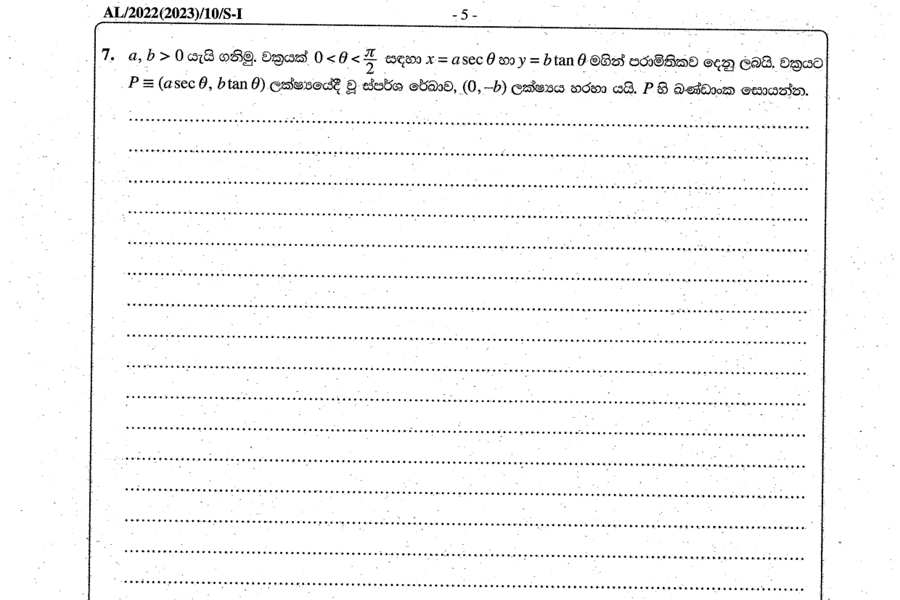 AL/2022(2023)/10/S-I
- 5 -
7. a, b > 0 යැයි ගනිමු. වක්‍රයක් 0 < θ < π/2 සඳහා x = a sec θ හා y = b tan θ මගින් පරාමිතිකව දෙනු ලබයි. වක්‍රයට
P ≡ (a sec θ, b tan θ) ලක්ෂ්‍යයේදී වූ ස්පර්ශ රේඛාව, (0, –b) ලක්ෂ්‍යය හරහා යයි. P හි ඛණ්ඩාංක සොයන්න.